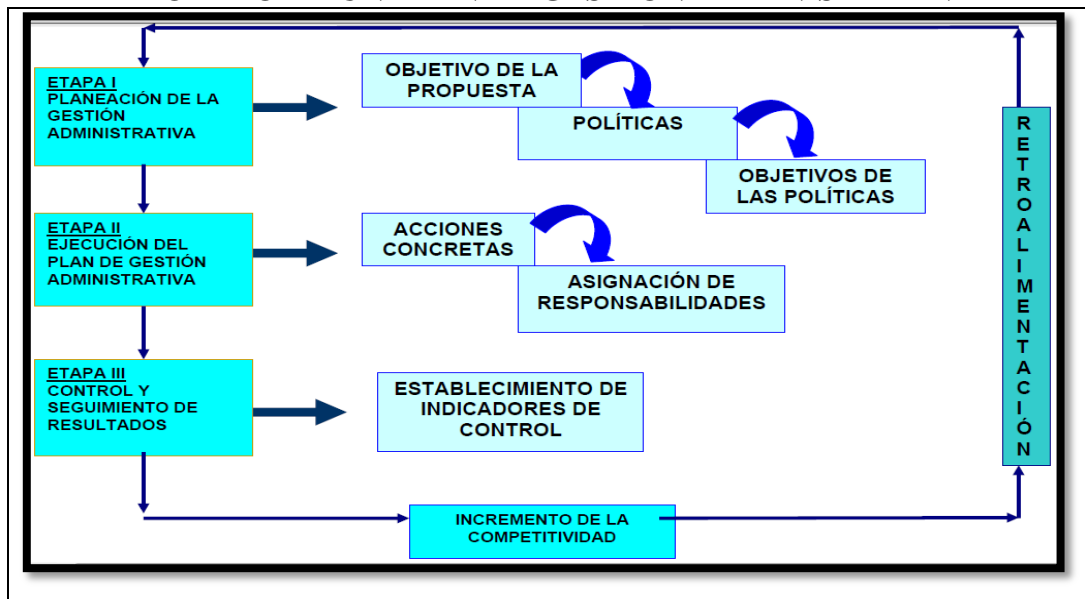 ETAPA I
PLANEACIÓN DE LA
GESTIÓN
ADMINISTRATIVA
OBJETIVO DE LA
PROPUESTA
POLÍTICAS
OBJETIVOS DE
LAS POLÍTICAS
ETAPA II
EJECUCIÓN DEL
PLAN DE GESTIÓN
ADMINISTRATIVA
ACCIONES
CONCRETAS
ASIGNACIÓN DE
RESPONSABILIDADES
ETAPA III
CONTROL Y
SEGUIMIENTO DE
RESULTADOS
ESTABLECIMIENTO DE
INDICADORES DE
CONTROL
INCREMENTO DE LA
COMPETITIVIDAD
RETROALIMENTACIÓN